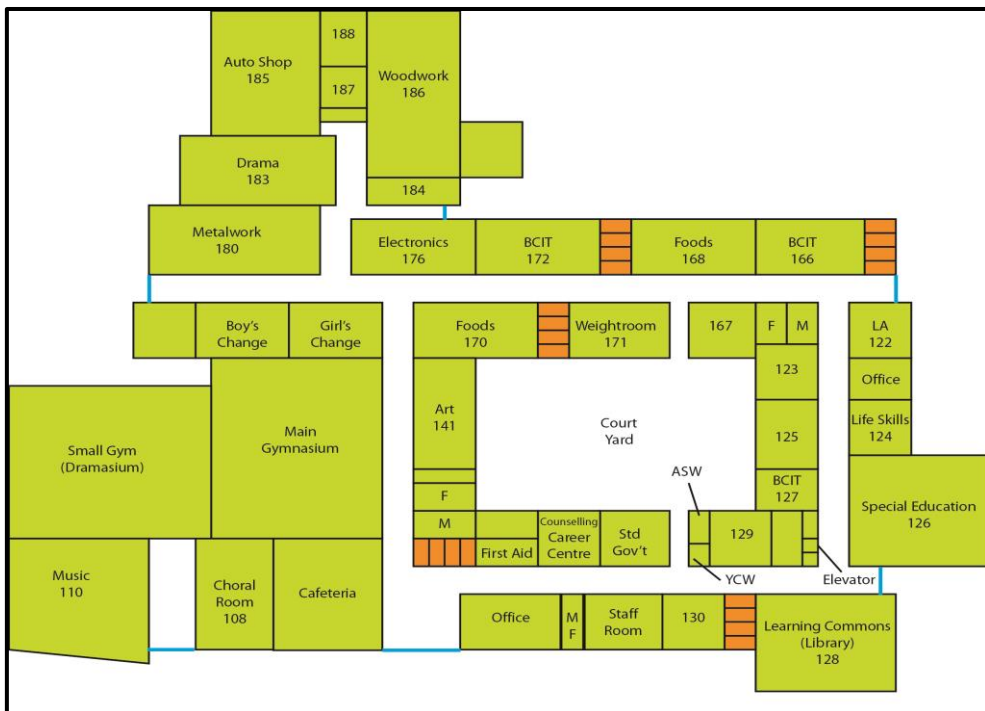 188
Auto Shop
185
187
Woodwork
186
Drama
183
184
Metalwork
180
Electronics
176
BCIT
172
Foods
168
BCIT
166
Boy's
Change
Girl's
Change
Foods
170
Weightroom
171
167
F
M
LA
122
123
Office
Art
141
Court
Yard
125
Life Skills
124
Small Gym
(Dramasium)
Main
Gymnasium
ASW
BCIT
127
F
Special Education
126
M
First Aid
Counselling
Career
Centre
Std
Gov't
129
YCW
Elevator
Music
110
Choral
Room
108
Cafeteria
Office
M
F
Staff
Room
130
Learning Commons
(Library)
128